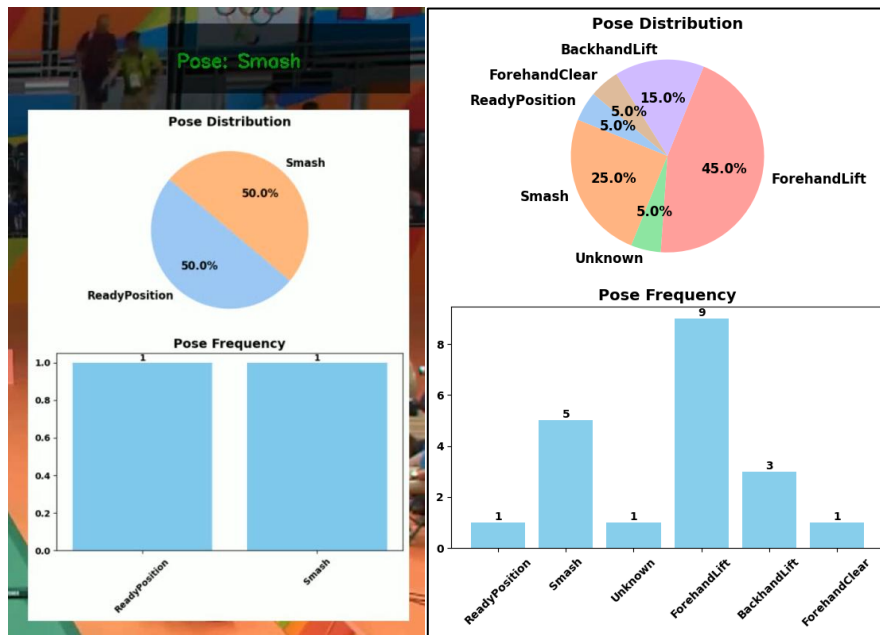 Pose: Smash
Pose Distribution
Smash
50.0%
50.0%
ReadyPosition
Pose Frequency
1.0
0.8
0.6
0.4
0.2
0.0
1
1
ReadyPosition
Smash
Pose Distribution
BackhandLift
ForehandClear
ReadyPosition
15.0%
5.0%
5.0%
45.0%
ForehandLift
25.0%
Smash
5.0%
Unknown
Pose Frequency
8
6
4
2
0
1
5
1
9
3
1
ReadyPosition
Smash
Unknown
ForehandLift
BackhandLift
ForehandClear